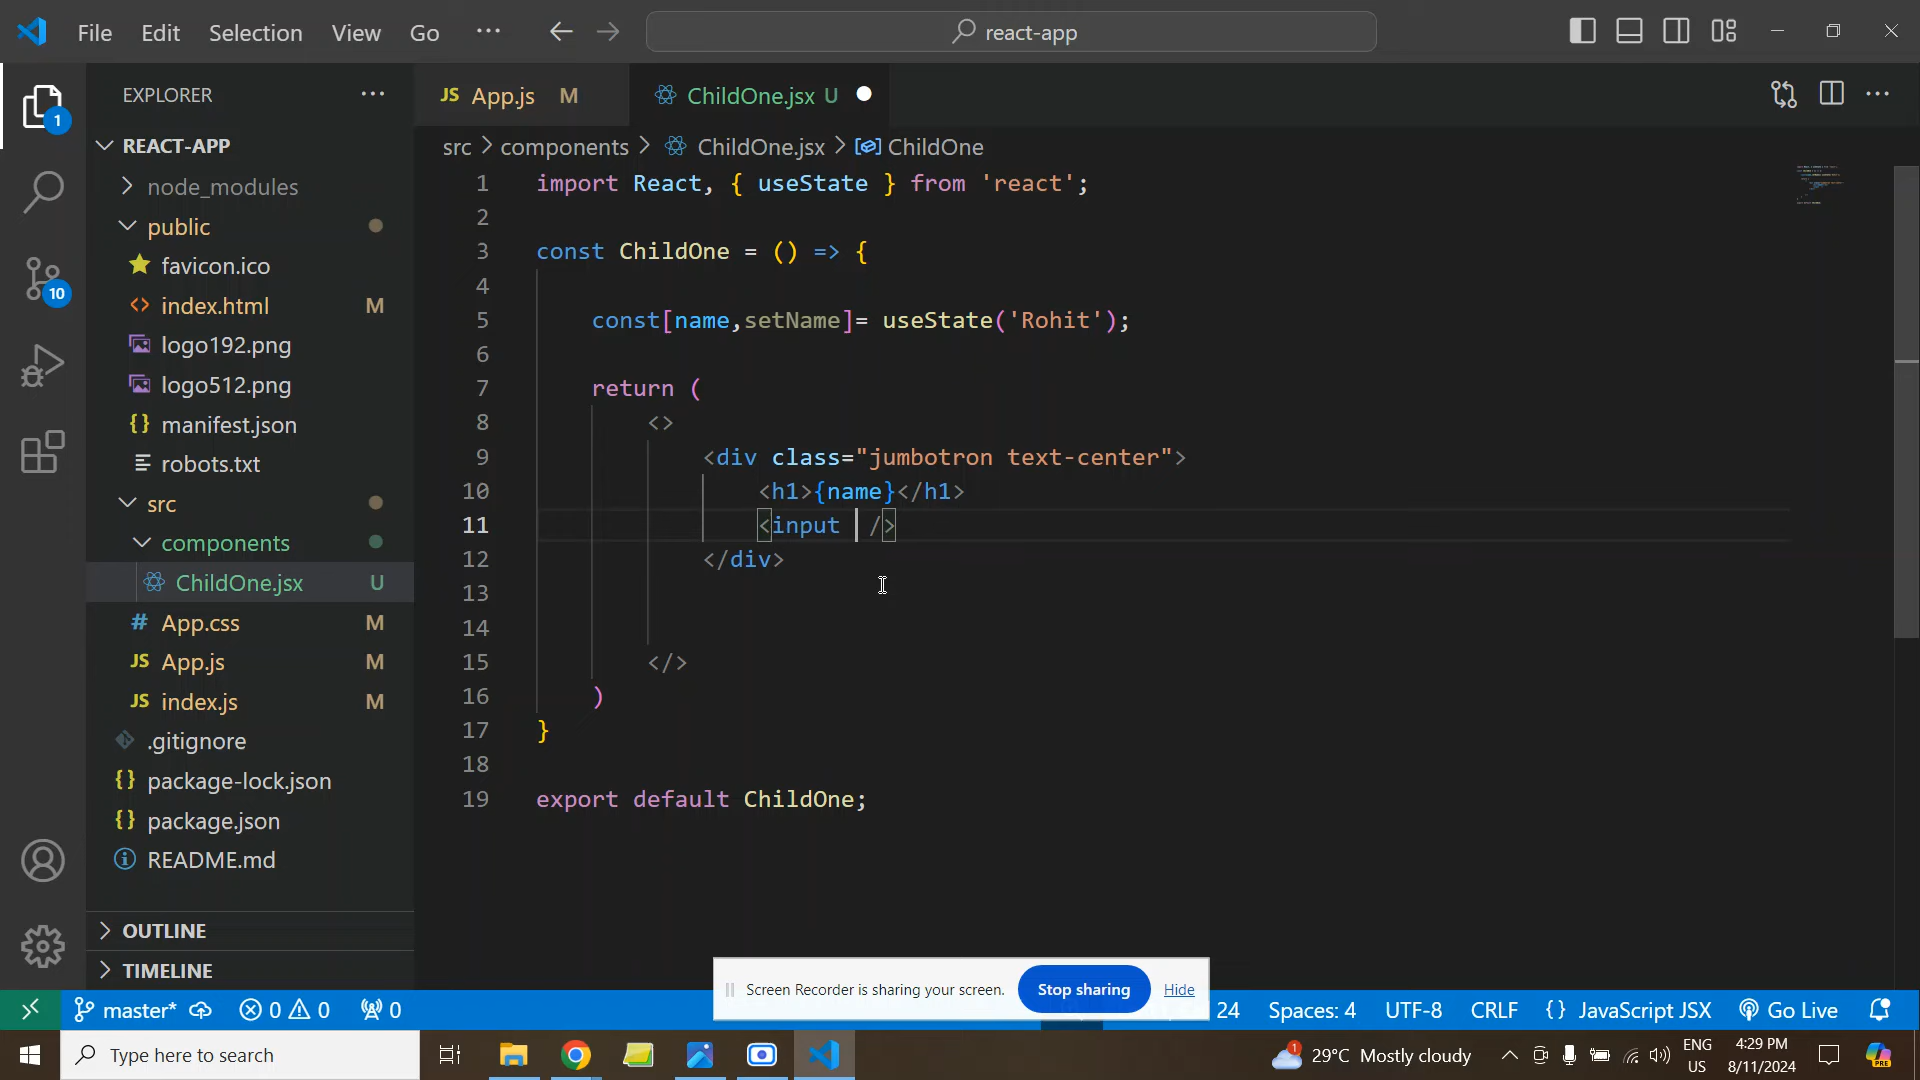 File Edit Selection View Go ··· react-app
EXPLORER ···
REACT-APP
node_modules
public
favicon.ico
index.html M
logo192.png
logo512.png
manifest.json
robots.txt
src
components
ChildOne.jsx U
App.css M
App.js M
index.js M
.gitignore
package-lock.json
package.json
README.md
OUTLINE
TIMELINE
1
10
JS App.js M ChildOne.jsx U
src > components > ChildOne.jsx > ChildOne
1 import React, { useState } from 'react';
2
3 const ChildOne = () => {
4
5 const[name,setName]= useState('Rohit');
6
7 return (
8 <>
9 <div class="jumbotron text-center">
10 <h1>{name}</h1>
11 <input />
12 </div>
13
14
15 </>
16 )
17 }
18
19 export default ChildOne;
Screen Recorder is sharing your screen. Stop sharing Hide
master* 0 0 0 24 Spaces: 4 UTF-8 CRLF {} JavaScript JSX Go Live
Type here to search 1 29°C Mostly cloudy ENG US 4:29 PM 8/11/2024 PRE